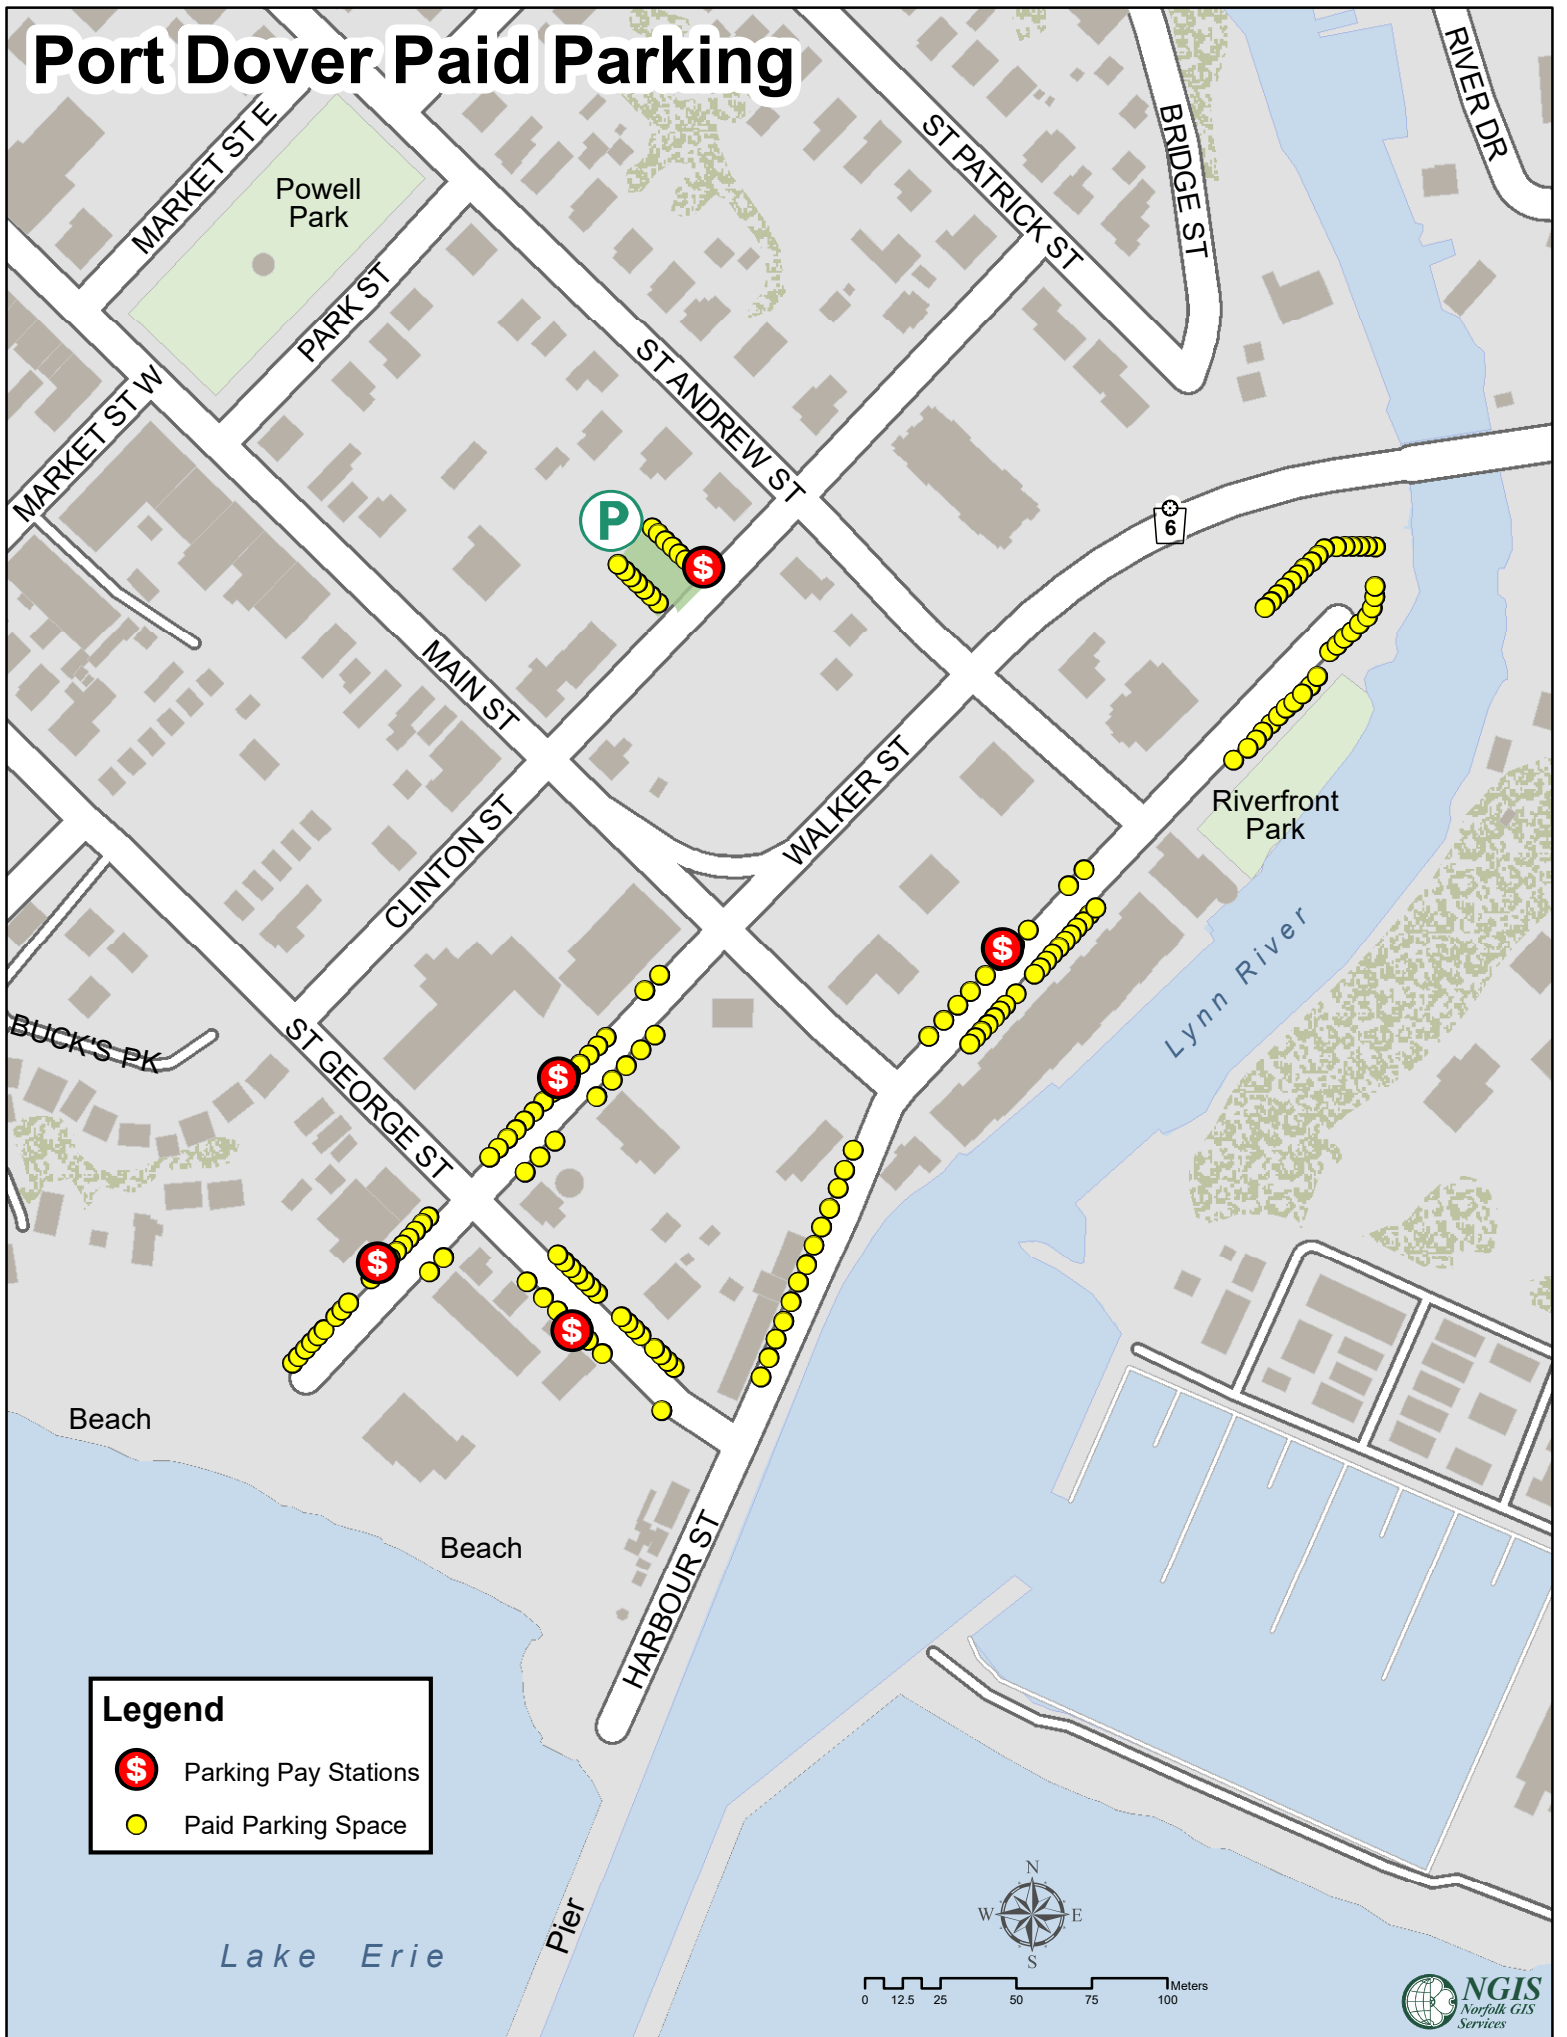 Port Dover Paid Parking
RIVER DR
MARKET ST E
BRIDGE ST
ST PATRICK ST
Powell
Park
PARK ST
ST ANDREW ST
MARKET ST W
P
6
$
MAIN ST
WALKER ST
CLINTON ST
Riverfront
Park
$
Lynn River
BUCK'S PK
ST GEORGE ST
$
$
$
Beach
Beach
HARBOUR ST
Legend
$ Parking Pay Stations
Paid Parking Space
Pier
Lake Erie
N
W E
S
Meters
0 12.5 25 50 75 100
NGIS
Norfolk GIS
Services